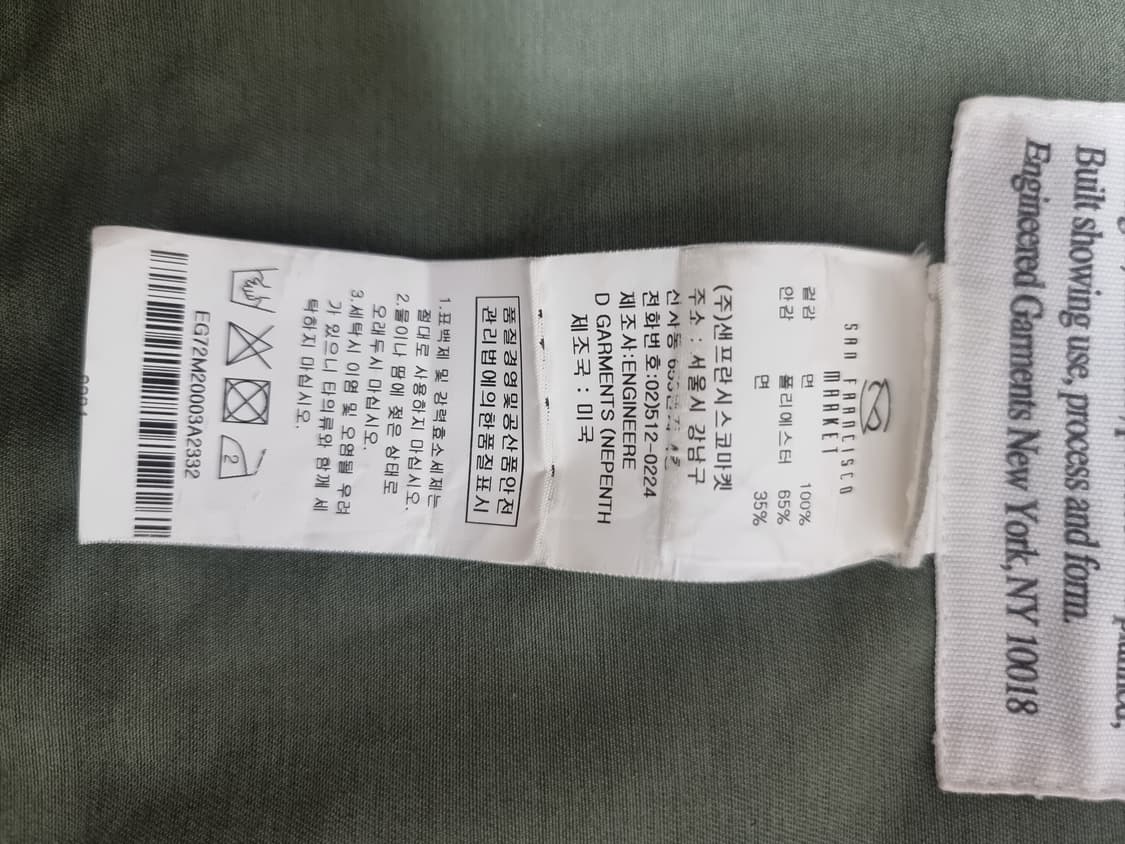 Built showing use, process and form.
Engineered Garments New York, NY 10018
SAN FRANCISCO
MARKET
겉감 면 100%
안감 폴리에스터 65%
면 35%
(주)샌프란시스코마켓
주소 : 서울시 강남구
신사동
전화번호:02)512-0224
제조사:ENGINEERE
D GARMENTS (NEPENTH
제조국 : 미국
품질경영및공산품안전
관리법에의한품질표시
1.표백제 및 강력효소세제는
절대로 사용하지 마십시오.
2.물이나 땀에 젖은 상태로
오래두시 마십시오.
3.세탁시 이염 및 오염될 우려
가 있으니 타의류와 함께 세
탁하지 마십시오.
2
EG72M20003A2332